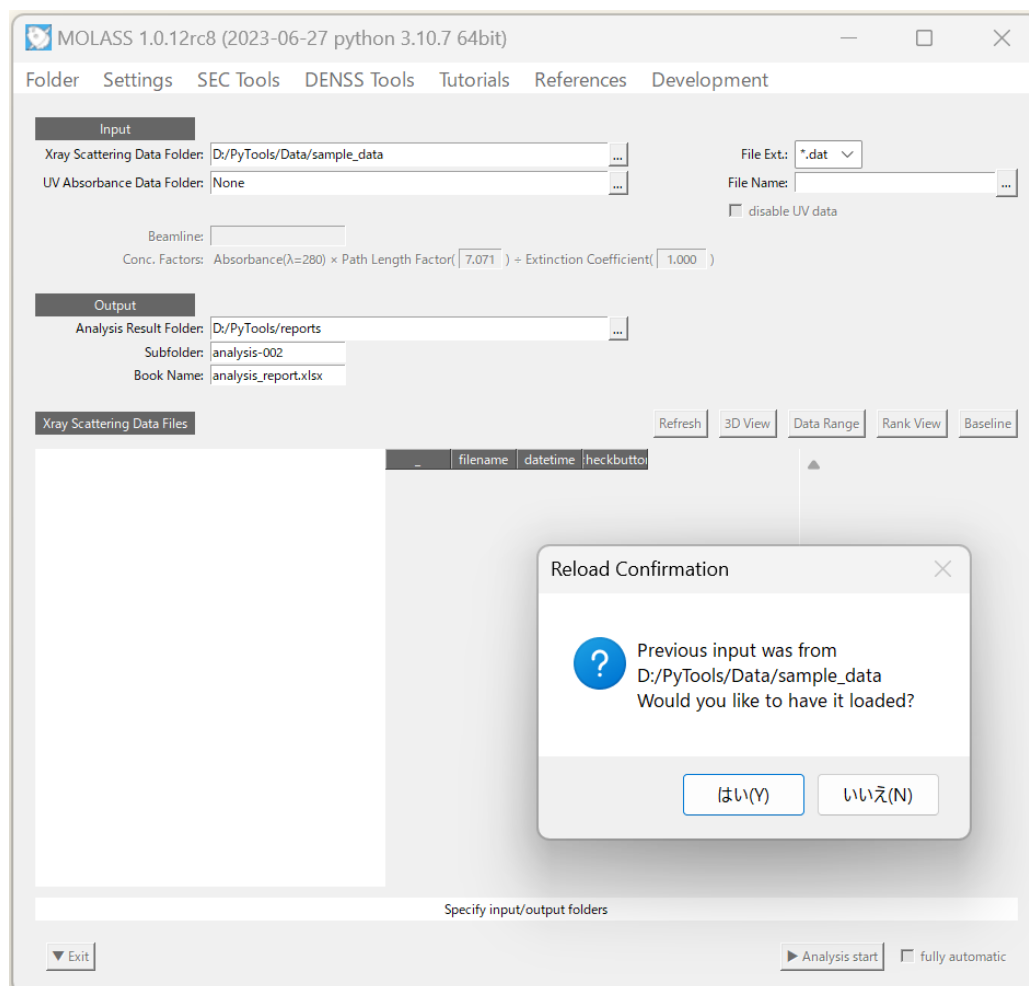 MOLASS 1.0.12rc8 (2023-06-27 python 3.10.7 64bit)
Folder Settings SEC Tools DENSS Tools Tutorials References Development
Input
Xray Scattering Data Folder: D:/PyTools/Data/sample_data ... File Ext.: *.dat
UV Absorbance Data Folder: None ... File Name: ...
disable UV data
Beamline:
Conc. Factors: Absorbance(λ=280) × Path Length Factor( 7.071 ) ÷ Extinction Coefficient( 1.000 )
Output
Analysis Result Folder: D:/PyTools/reports ...
Subfolder: analysis-002
Book Name: analysis_report.xlsx
Xray Scattering Data Files Refresh 3D View Data Range Rank View Baseline
_ filename datetime heckbutto
Reload Confirmation
Previous input was from
D:/PyTools/Data/sample_data
Would you like to have it loaded?
はい(Y) いいえ(N)
Specify input/output folders
▼ Exit ▶ Analysis start fully automatic